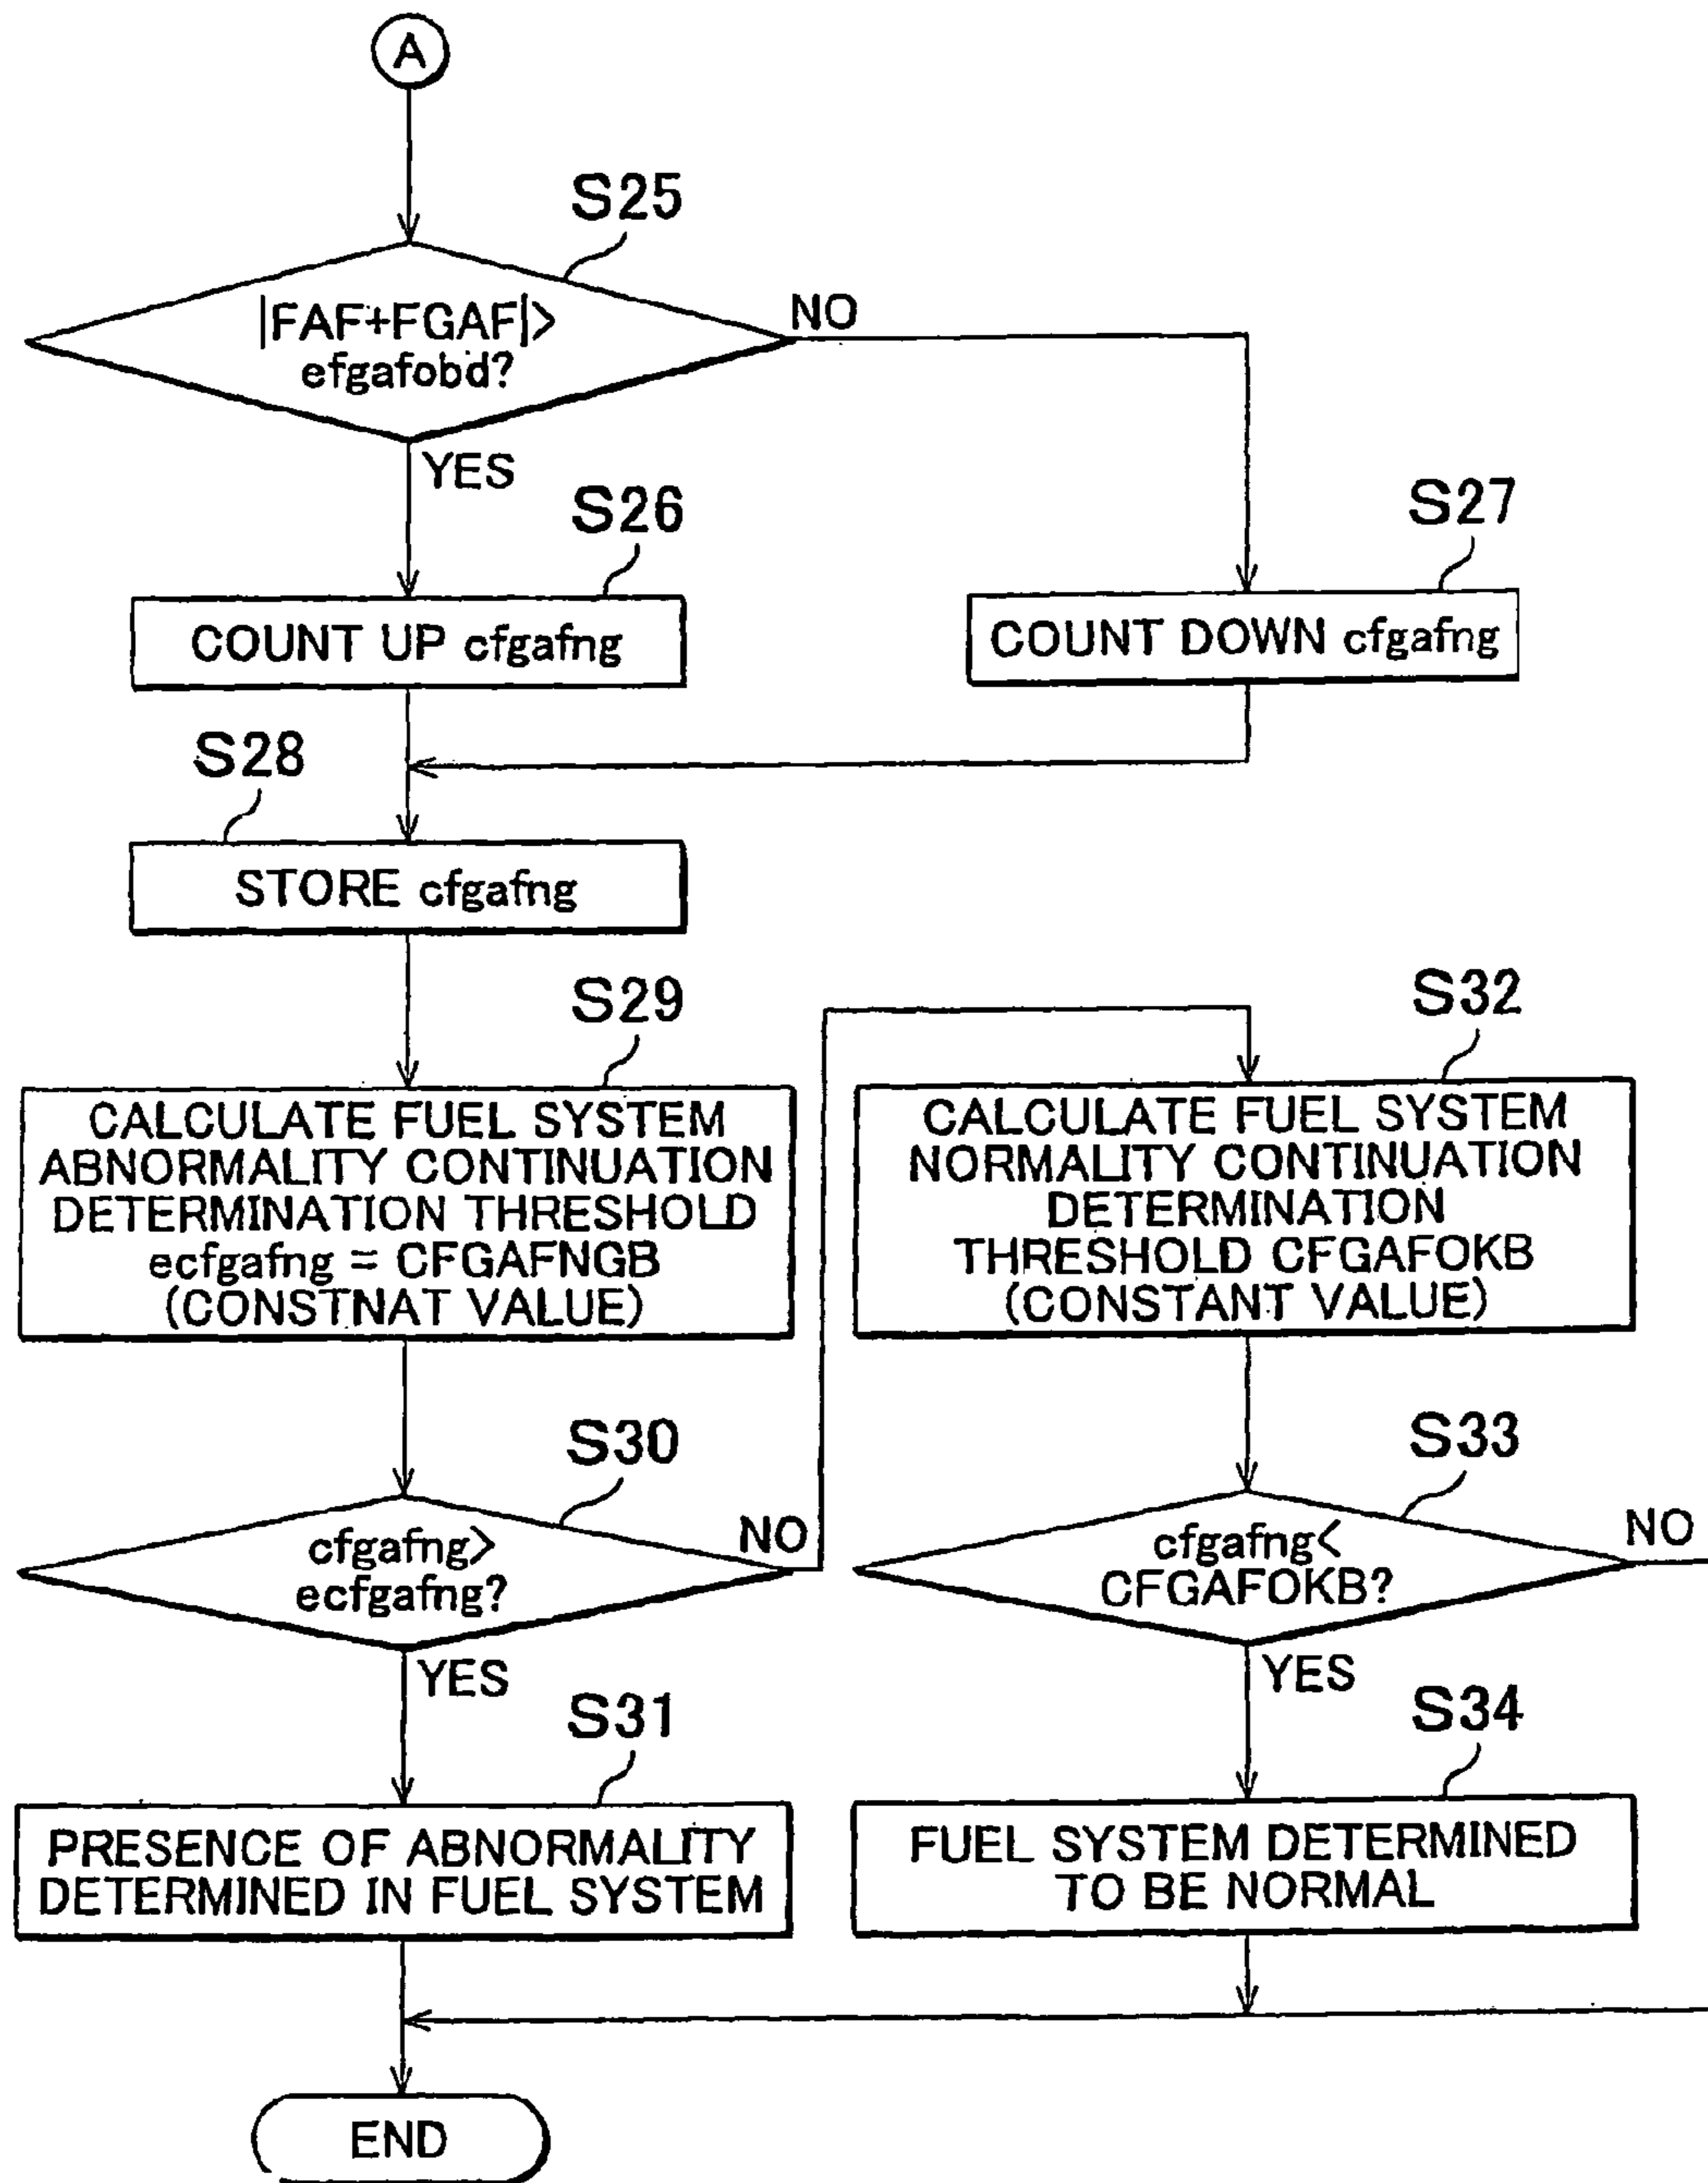 A
S25
|FAF+FGAF|>
efgafobd?
NO
YES
S26
COUNT UP cfgafng
S27
COUNT DOWN cfgafng
S28
STORE cfgafng
S29
CALCULATE FUEL SYSTEM
ABNORMALITY CONTINUATION
DETERMINATION THRESHOLD
ecfgafng = CFGAFNGB
(CONSTNAT VALUE)
S30
cfgafng>
ecfgafng?
NO
YES
S31
PRESENCE OF ABNORMALITY
DETERMINED IN FUEL SYSTEM
S32
CALCULATE FUEL SYSTEM
NORMALITY CONTINUATION
DETERMINATION
THRESHOLD CFGAFOKB
(CONSTANT VALUE)
S33
cfgafng<
CFGAFOKB?
NO
YES
S34
FUEL SYSTEM DETERMINED
TO BE NORMAL
END